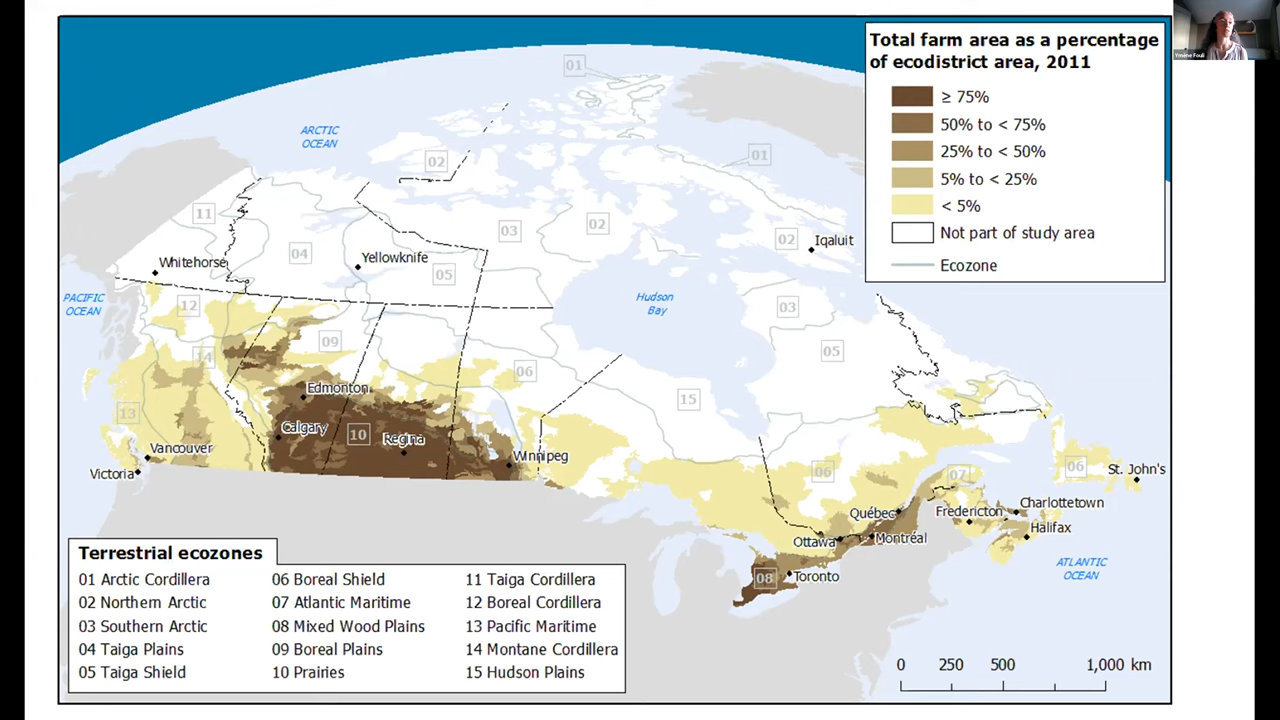 Total farm area as a percentage
of ecodistrict area, 2011
≥ 75%
50% to < 75%
25% to < 50%
5% to < 25%
< 5%
Not part of study area
Ecozone
Ymène Fouli
01
ARCTIC
OCEAN
02
01
11
03
02
02
Iqaluit
04
Yellowknife
Whitehorse
05
PACIFIC
OCEAN
12
Hudson
Bay
03
09
14
05
06
Edmonton
15
13
Calgary
10
Regina
Vancouver
Winnipeg
Victoria
06
07
06
St. John's
Québec
Fredericton
Charlottetown
Halifax
Ottawa
Montréal
08
Toronto
ATLANTIC
OCEAN
Terrestrial ecozones
01 Arctic Cordillera
02 Northern Arctic
03 Southern Arctic
04 Taiga Plains
05 Taiga Shield
06 Boreal Shield
07 Atlantic Maritime
08 Mixed Wood Plains
09 Boreal Plains
10 Prairies
11 Taiga Cordillera
12 Boreal Cordillera
13 Pacific Maritime
14 Montane Cordillera
15 Hudson Plains
0 250 500 1,000 km